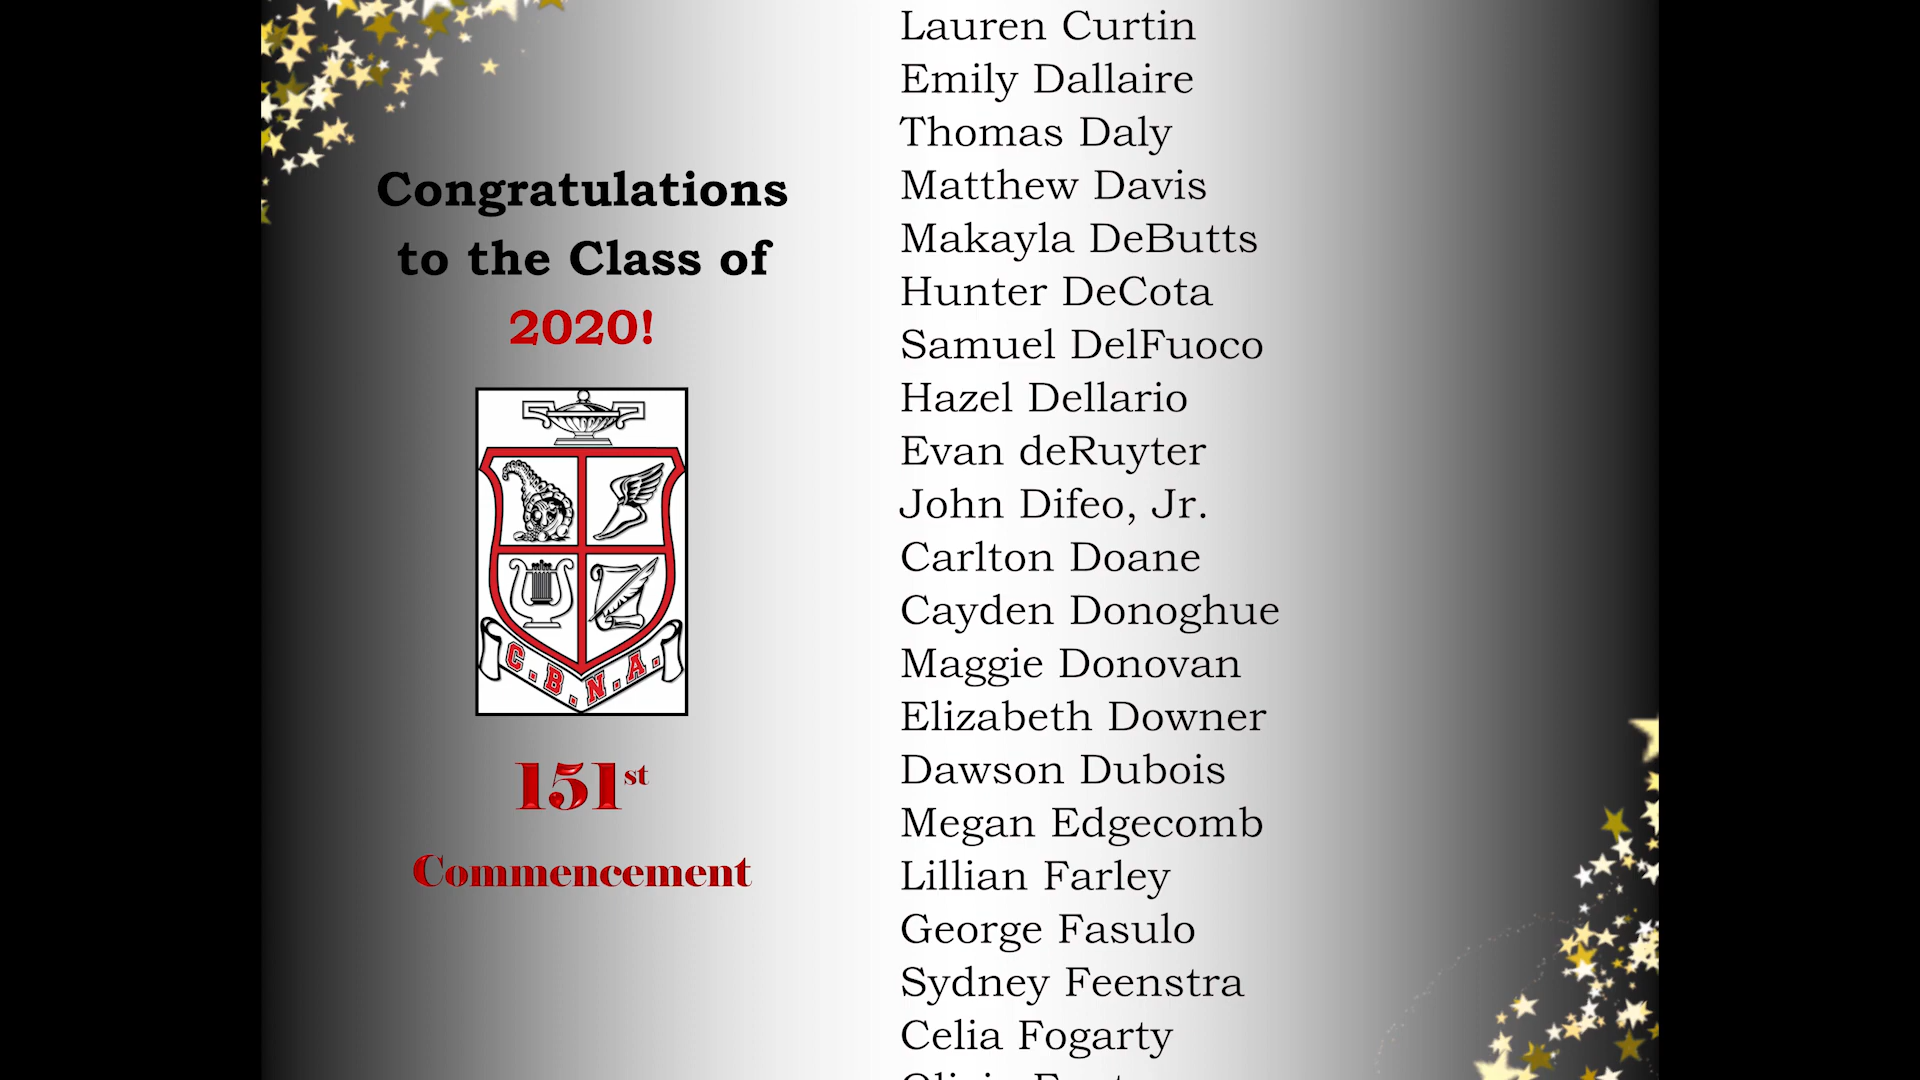 Congratulations
to the Class of
2020!
C.B.N.A.
151st
Commencement
Lauren Curtin
Emily Dallaire
Thomas Daly
Matthew Davis
Makayla DeButts
Hunter DeCota
Samuel DelFuoco
Hazel Dellario
Evan deRuyter
John Difeo, Jr.
Carlton Doane
Cayden Donoghue
Maggie Donovan
Elizabeth Downer
Dawson Dubois
Megan Edgecomb
Lillian Farley
George Fasulo
Sydney Feenstra
Celia Fogarty